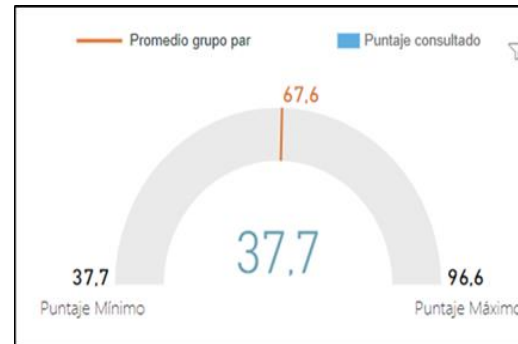 Promedio grupo par
Puntaje consultado
67,6
37,7
37,7
96,6
Puntaje Mínimo
Puntaje Máximo